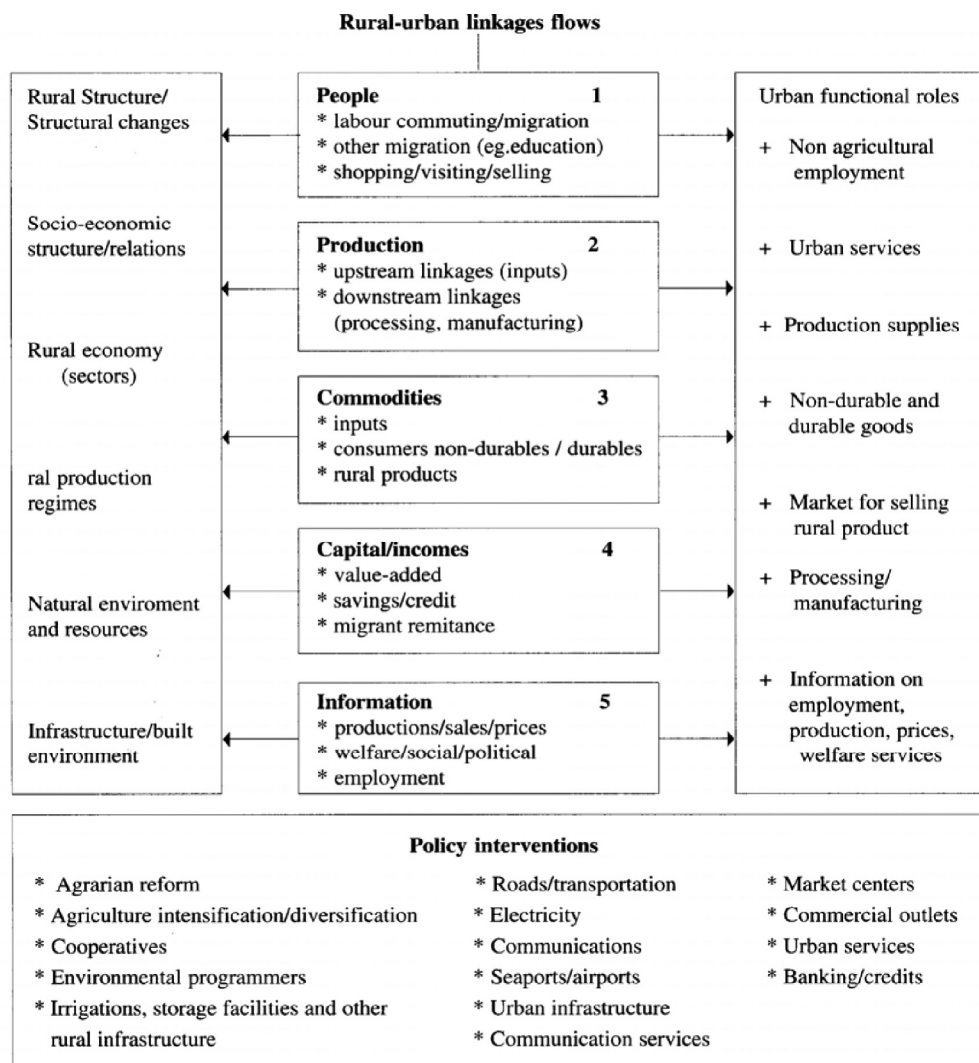 Rural-urban linkages flows
Rural Structure/
Structural changes
Socio-economic
structure/relations
Rural economy
(sectors)
ral production
regimes
Natural enviroment
and resources
Infrastructure/built
environment
People 1
* labour commuting/migration
* other migration (eg.education)
* shopping/visiting/selling
Production 2
* upstream linkages (inputs)
* downstream linkages
(processing, manufacturing)
Commodities 3
* inputs
* consumers non-durables / durables
* rural products
Capital/incomes 4
* value-added
* savings/credit
* migrant remitance
Information 5
* productions/sales/prices
* welfare/social/political
* employment
Urban functional roles
+ Non agricultural
employment
+ Urban services
+ Production supplies
+ Non-durable and
durable goods
+ Market for selling
rural product
+ Processing/
manufacturing
+ Information on
employment,
production, prices,
welfare services
Policy interventions
* Agrarian reform
* Agriculture intensification/diversification
* Cooperatives
* Environmental programmers
* Irrigations, storage facilities and other
rural infrastructure
* Roads/transportation
* Electricity
* Communications
* Seaports/airports
* Urban infrastructure
* Communication services
* Market centers
* Commercial outlets
* Urban services
* Banking/credits